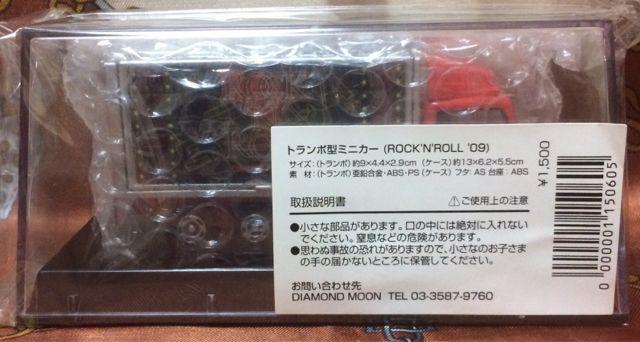 トランポ型ミニカー (ROCK'N'ROLL '09)
サイズ:(トランポ)約9×4.4×2.9cm (ケース)約13×6.2×5.5cm
素 材:(トランポ)亜鉛合金・ABS・PS (ケース)フタ:AS 台座:ABS
取扱説明書 ⚠ご使用上の注意
●小さな部品があります。口の中には絶対に入れない
でください。窒息などの危険があります。
●思わぬ事故の恐れがありますので、小さなお子さま
の手の届かないところに保管してください。
お問い合わせ先
DIAMOND MOON TEL 03-3587-9760
¥1,500
0 000001 150605